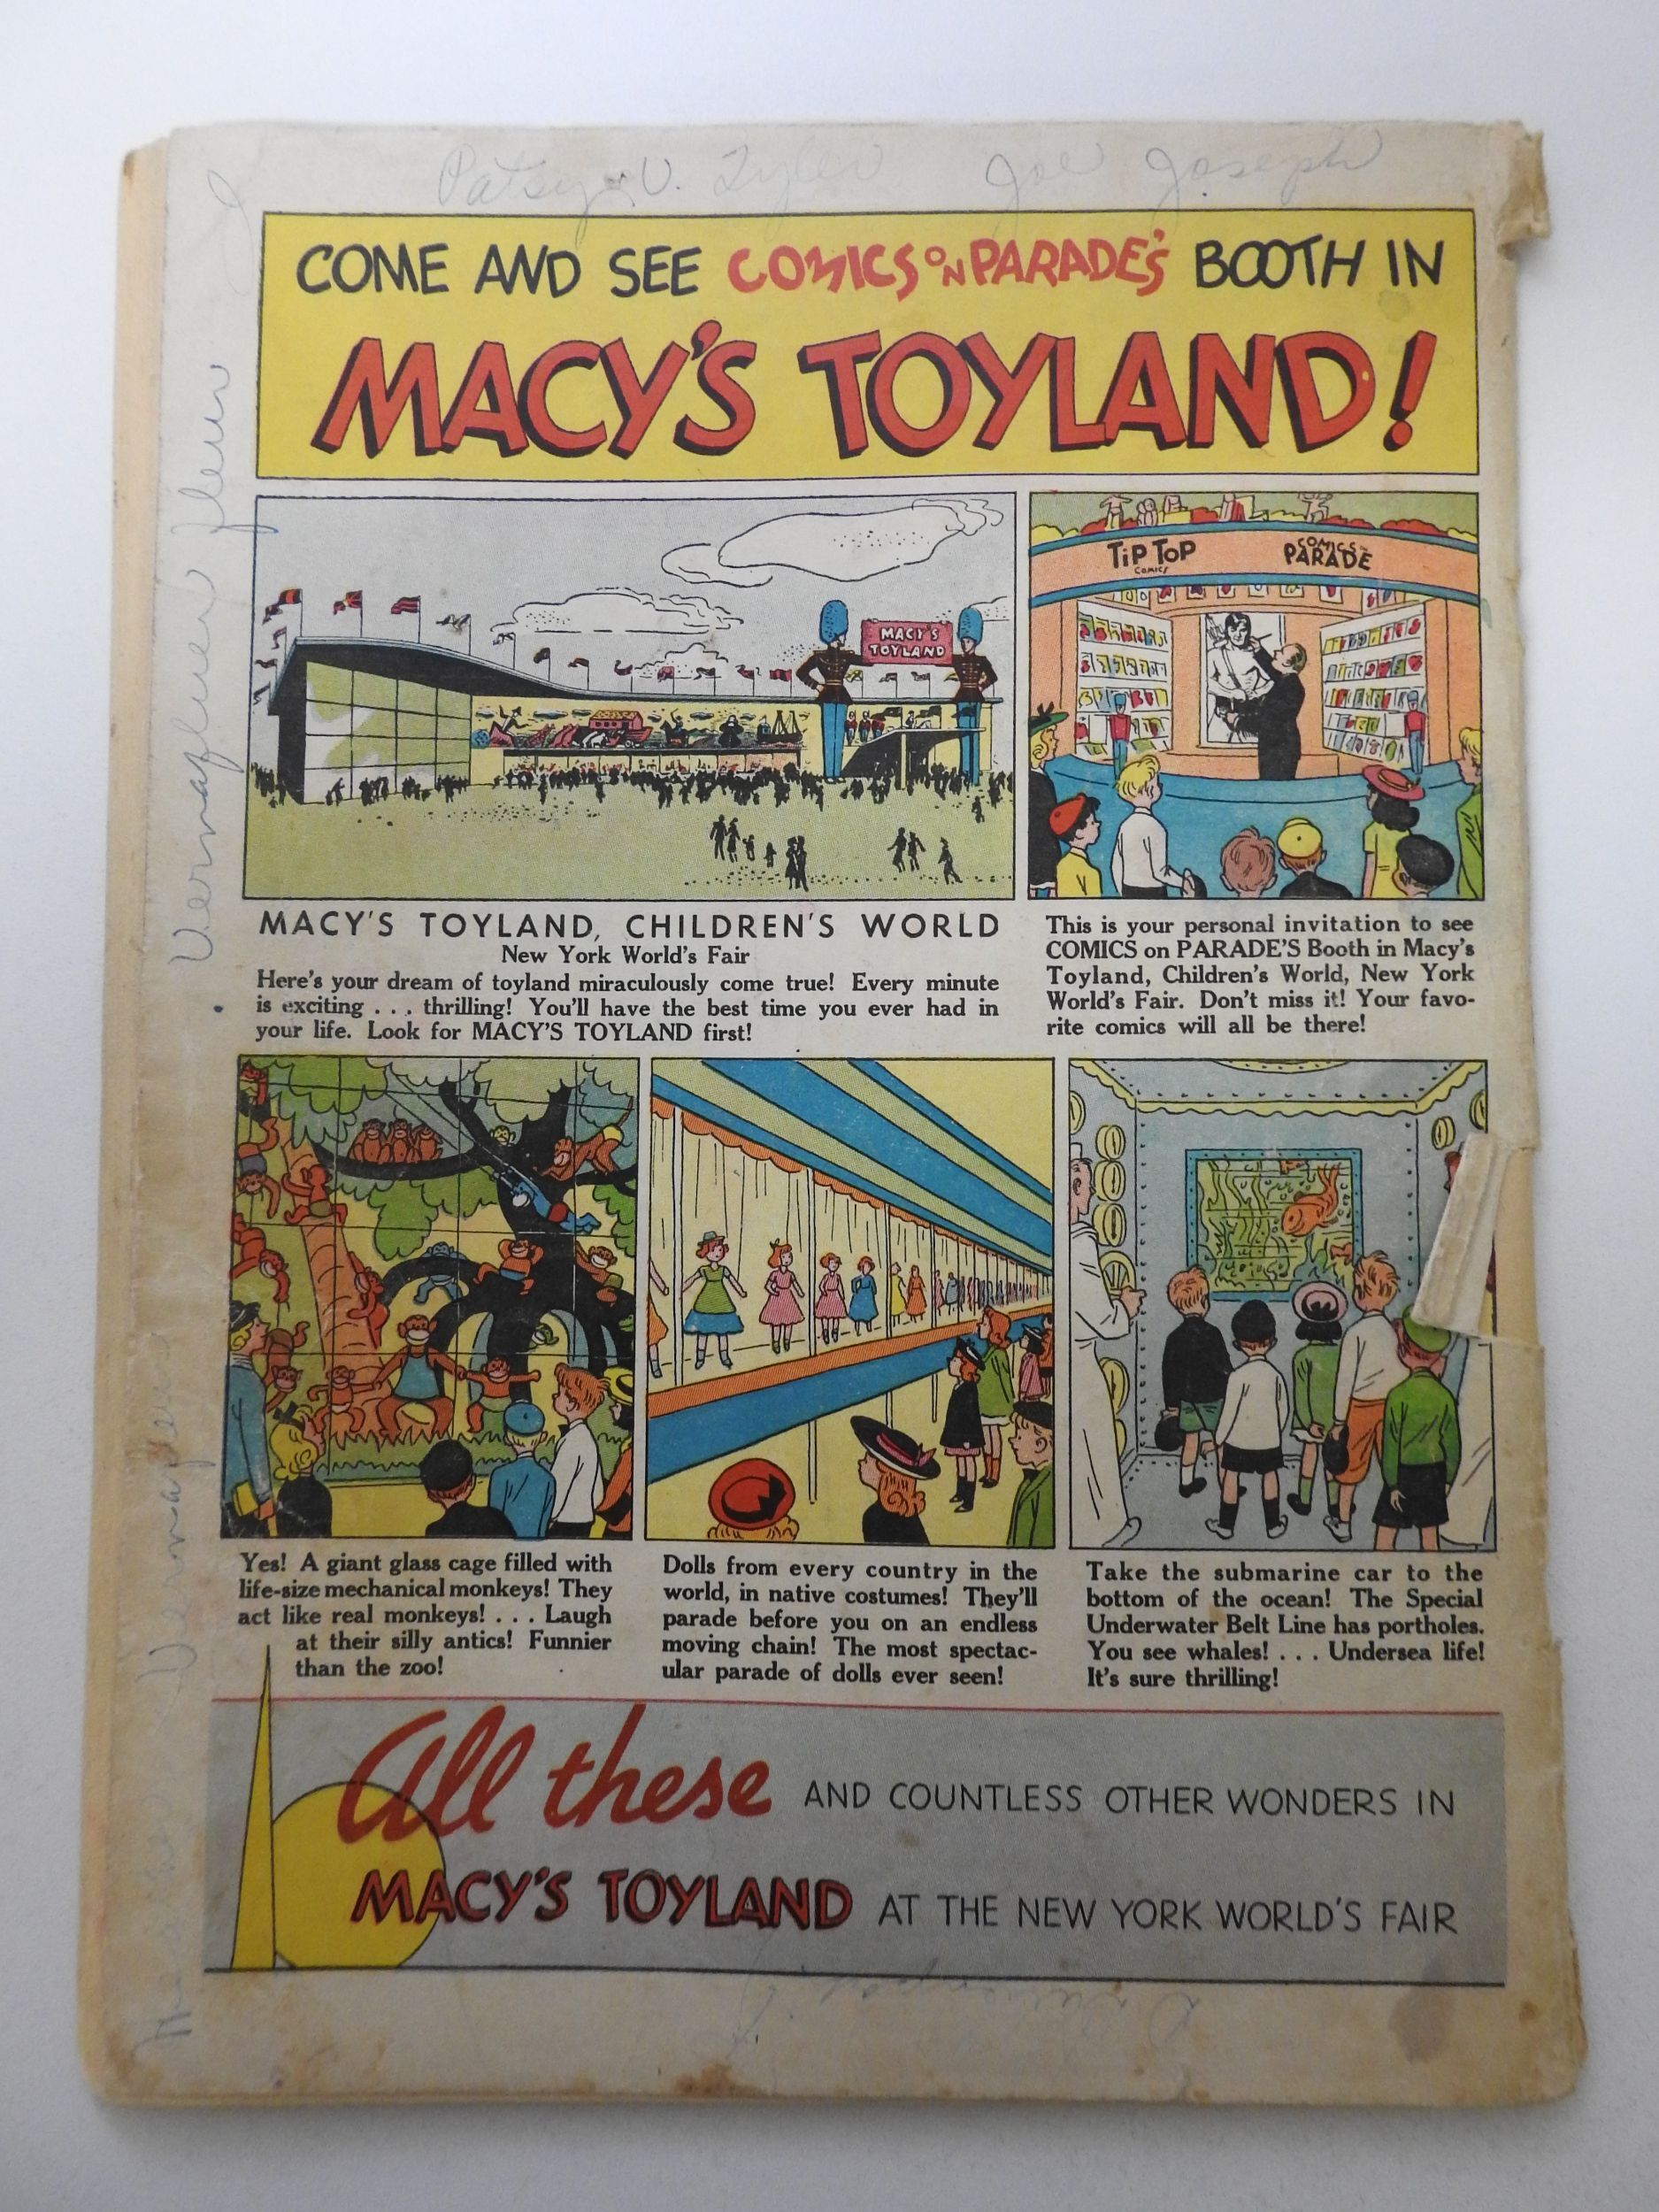 Patsy V. Tyler Joe Joseph
COME AND SEE COMICS ON PARADE'S BOOTH IN
MACY'S TOYLAND!
MACY'S
TOYLAND
TiP TOP
COMICS
COMICS ON
PARADE
MACY'S TOYLAND, CHILDREN'S WORLD
New York World's Fair
Here's your dream of toyland miraculously come true! Every minute
is exciting . . . thrilling! You'll have the best time you ever had in
your life. Look for MACY'S TOYLAND first!
This is your personal invitation to see
COMICS on PARADE'S Booth in Macy's
Toyland, Children's World, New York
World's Fair. Don't miss it! Your favo-
rite comics will all be there!
Yes! A giant glass cage filled with
life-size mechanical monkeys! They
act like real monkeys! . . . Laugh
at their silly antics! Funnier
than the zoo!
Dolls from every country in the
world, in native costumes! They'll
parade before you on an endless
moving chain! The most spectac-
ular parade of dolls ever seen!
Take the submarine car to the
bottom of the ocean! The Special
Underwater Belt Line has portholes.
You see whales! . . . Undersea life!
It's sure thrilling!
All these AND COUNTLESS OTHER WONDERS IN
MACY'S TOYLAND AT THE NEW YORK WORLD'S FAIR